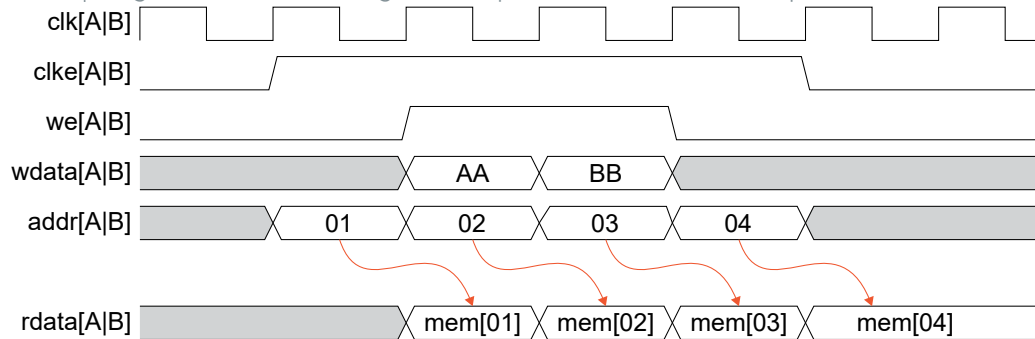 clk[A|B]
clke[A|B]
we[A|B]
wdata[A|B] AA BB
addr[A|B] 01 02 03 04
rdata[A|B] mem[01] mem[02] mem[03] mem[04]